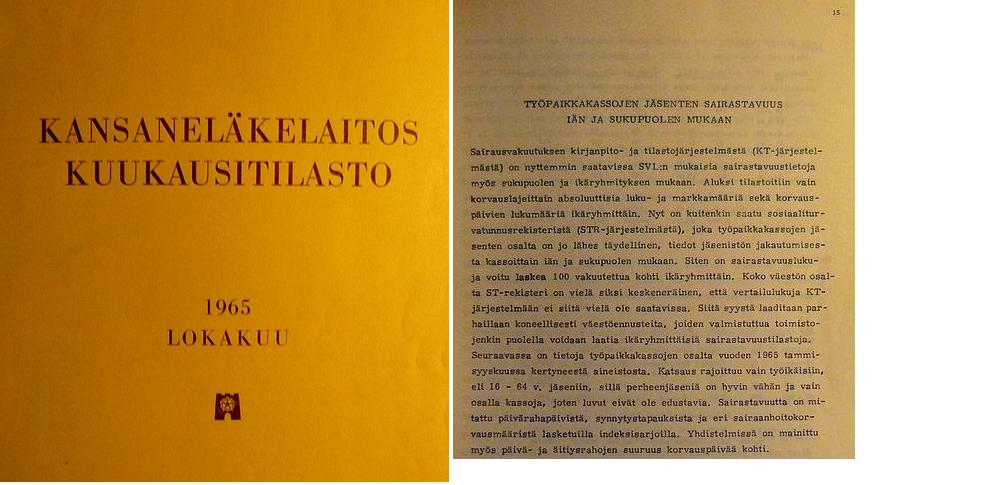 KANSANELÄKELAITOS
KUUKAUSITILASTO
1965
LOKAKUU
15
TYÖPAIKKAKASSOJEN JÄSENTEN SAIRASTAVUUS
IÄN JA SUKUPUOLEN MUKAAN
Sairausvakuutuksen kirjanpito- ja tilastojärjestelmästä (KT-järjestel-
mästä) on nyttemmin saatavissa SVL:n mukaisia sairastavuustietoja
myös sukupuolen ja ikäryhmityksen mukaan. Aluksi tilastoitiin vain
korvauslajeittain absoluuttisia luku- ja markkamääriä sekä korvaus-
päivien lukumääriä ikäryhmittäin. Nyt on kuitenkin saatu sosiaalitur-
vatunnusrekisteristä (STR-järjestelmästä), joka työpaikkakassojen jä-
senten osalta on jo lähes täydellinen, tiedot jäsenistön jakautumises-
ta kassoittain iän ja sukupuolen mukaan. Siten on sairastavuusluku-
ja voitu laskea 100 vakuutettua kohti ikäryhmittäin. Koko väestön osal-
ta ST-rekisteri on vielä siksi keskeneräinen, että vertailulukuja KT-
järjestelmään ei siitä vielä ole saatavissa. Siitä syystä laaditaan par-
haillaan koneellisesti väestöennusteita, joiden valmistuttua toimisto-
jenkin puolella voidaan laatia ikäryhmittäisiä sairastavuustilastoja.
Seuraavassa on tietoja työpaikkakassojen osalta vuoden 1965 tammi-
syyskuussa kertyneestä aineistosta. Katsaus rajoittuu vain työikäisiin,
eli 16 - 64 v. jäseniin, sillä perheenjäseniä on hyvin vähän ja vain
osalla kassoja, joten luvut eivät ole edustavia. Sairastavuutta on mi-
tattu päivärahapäivistä, synnytystapauksista ja eri sairaanhoitokor-
vausmääristä lasketuilla indeksisarjoilla. Yhdistelmissä on mainittu
myös päivä- ja äitiysrahojen suuruus korvauspäivää kohti.